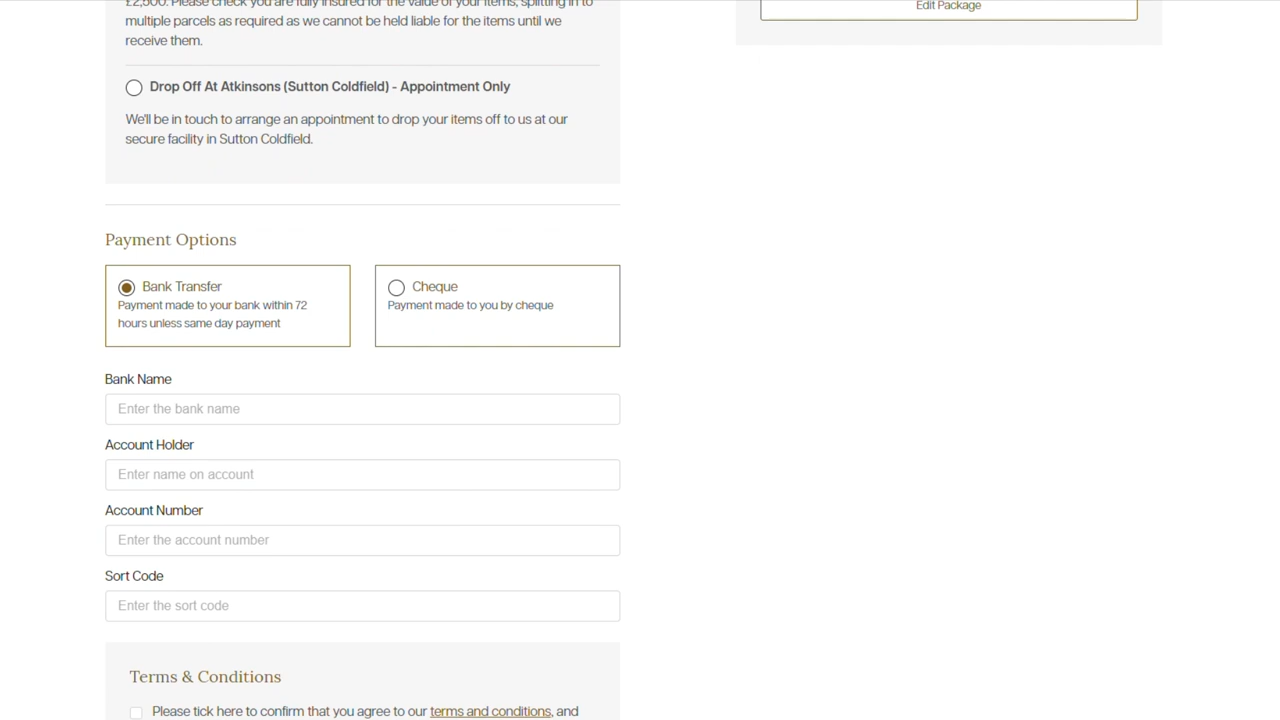 £2,500. Please check you are fully insured for the value of your items, splitting in to
multiple parcels as required as we cannot be held liable for the items until we
receive them.
Edit Package
Drop Off At Atkinsons (Sutton Coldfield) - Appointment Only
We'll be in touch to arrange an appointment to drop your items off to us at our
secure facility in Sutton Coldfield.
Payment Options
Bank Transfer
Payment made to your bank within 72
hours unless same day payment
Cheque
Payment made to you by cheque
Bank Name
Enter the bank name
Account Holder
Enter name on account
Account Number
Enter the account number
Sort Code
Enter the sort code
Terms & Conditions
Please tick here to confirm that you agree to our terms and conditions, and